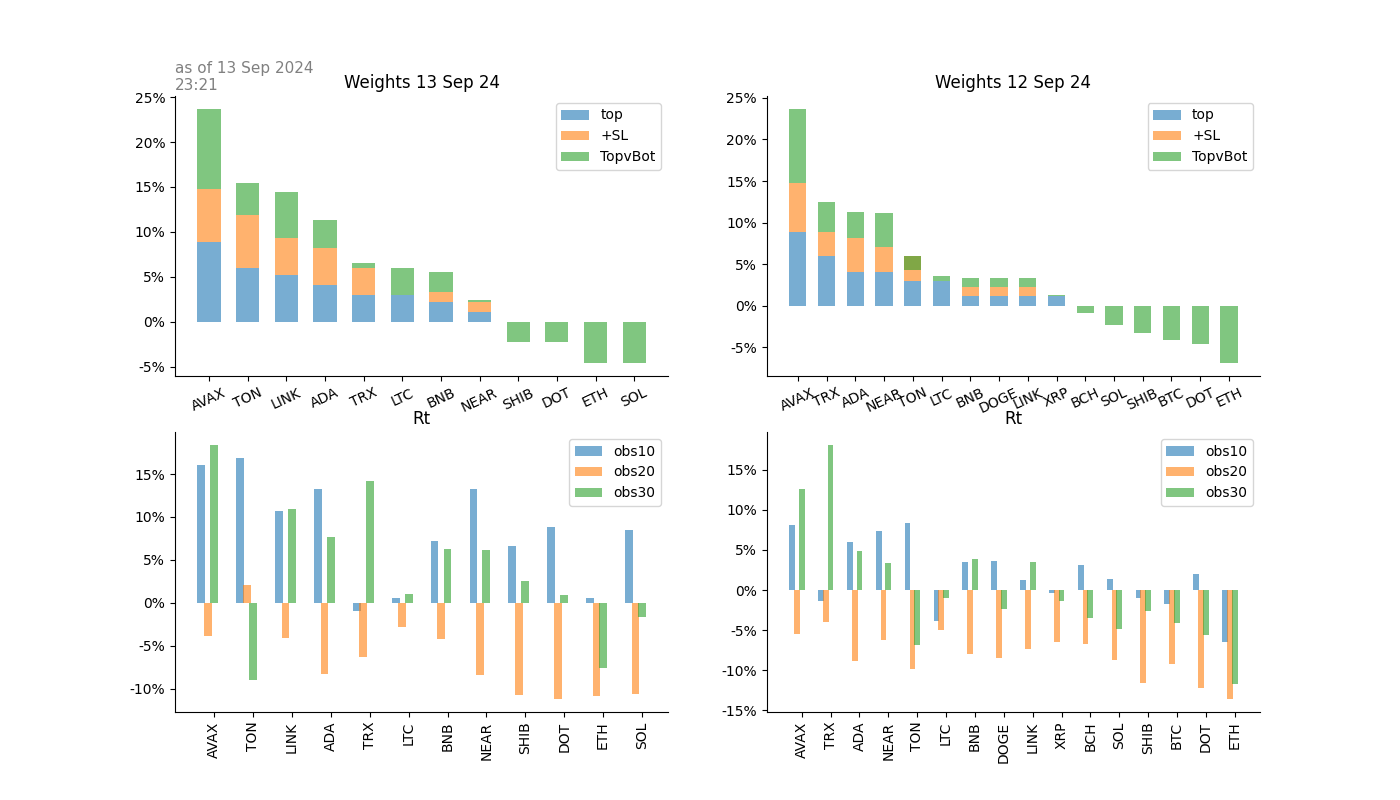 as of 13 Sep 2024
23:21
Weights 13 Sep 24
25%
20%
15%
10%
5%
0%
-5%
top
+SL
TopvBot
AVAX TON LINK ADA TRX LTC BNB NEAR SHIB DOT ETH SOL
Weights 12 Sep 24
25%
20%
15%
10%
5%
0%
-5%
top
+SL
TopvBot
AVAX TRX ADA NEAR TON LTC BNB DOGE LINK XRP BCH SOL SHIB BTC DOT ETH
Rt
15%
10%
5%
0%
-5%
-10%
obs10
obs20
obs30
AVAX TON LINK ADA TRX LTC BNB NEAR SHIB DOT ETH SOL
Rt
15%
10%
5%
0%
-5%
-10%
-15%
obs10
obs20
obs30
AVAX TRX ADA NEAR TON LTC BNB DOGE LINK XRP BCH SOL SHIB BTC DOT ETH